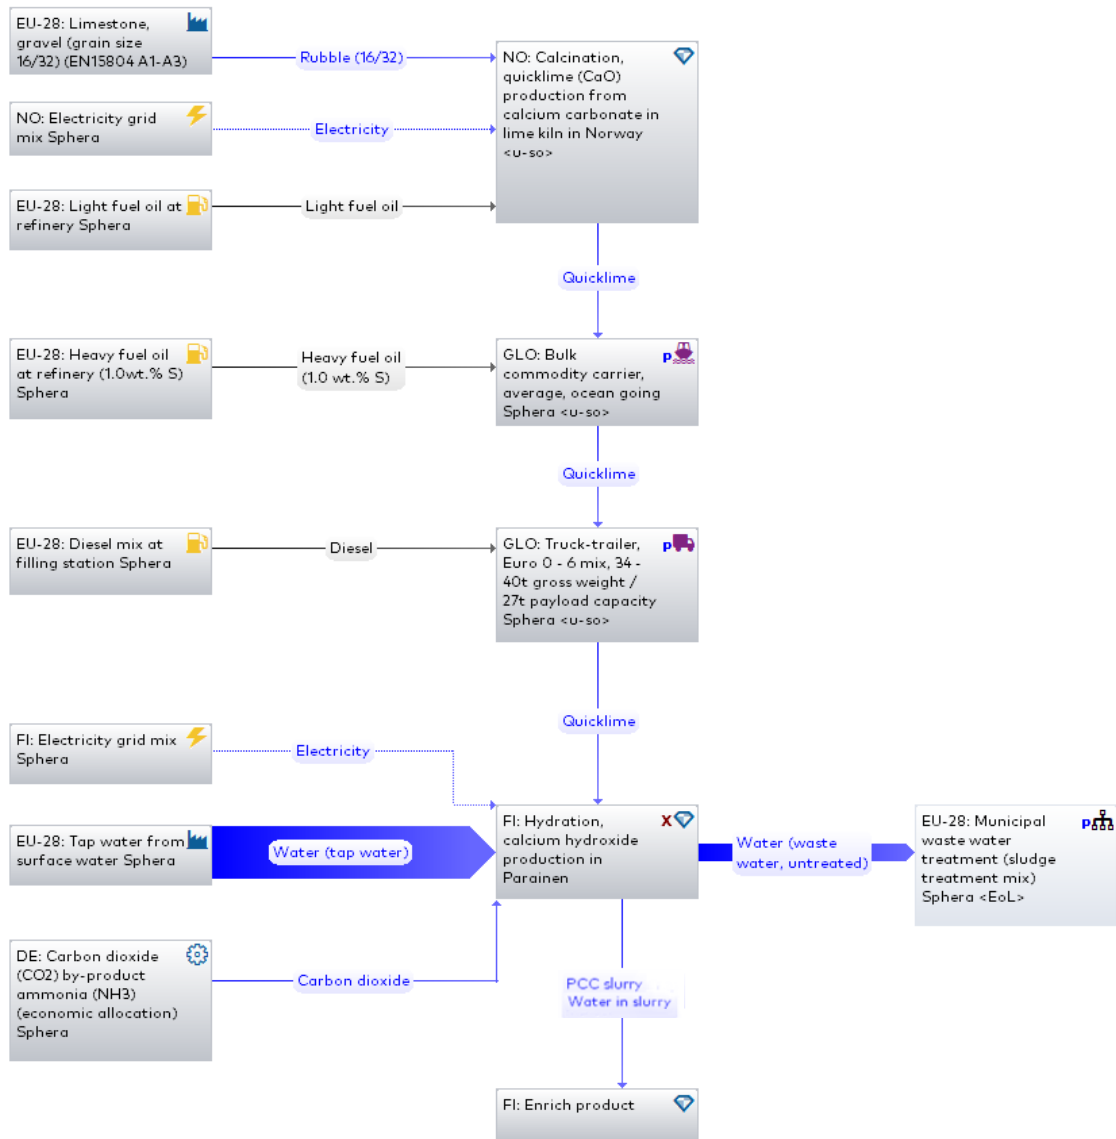 EU-28: Limestone,
gravel (grain size
16/32) (EN15804 A1-A3)
Rubble (16/32)
NO: Calcination,
quicklime (CaO)
production from
calcium carbonate in
lime kiln in Norway
<u-so>
NO: Electricity grid
mix Sphera
Electricity
EU-28: Light fuel oil at
refinery Sphera
Light fuel oil
Quicklime
EU-28: Heavy fuel oil
at refinery (1.0wt.% S)
Sphera
Heavy fuel oil
(1.0 wt.% S)
GLO: Bulk
commodity carrier,
average, ocean going
Sphera <u-so>
p
Quicklime
EU-28: Diesel mix at
filling station Sphera
Diesel
GLO: Truck-trailer,
Euro 0 - 6 mix, 34 -
40t gross weight /
27t payload capacity
Sphera <u-so>
p
Quicklime
FI: Electricity grid mix
Sphera
Electricity
EU-28: Tap water from
surface water Sphera
Water (tap water)
FI: Hydration,
calcium hydroxide
production in
Parainen
X
Water (waste
water, untreated)
EU-28: Municipal
waste water
treatment (sludge
treatment mix)
Sphera <EoL>
p
DE: Carbon dioxide
(CO2) by-product
ammonia (NH3)
(economic allocation)
Sphera
Carbon dioxide
PCC slurry
Water in slurry
FI: Enrich product